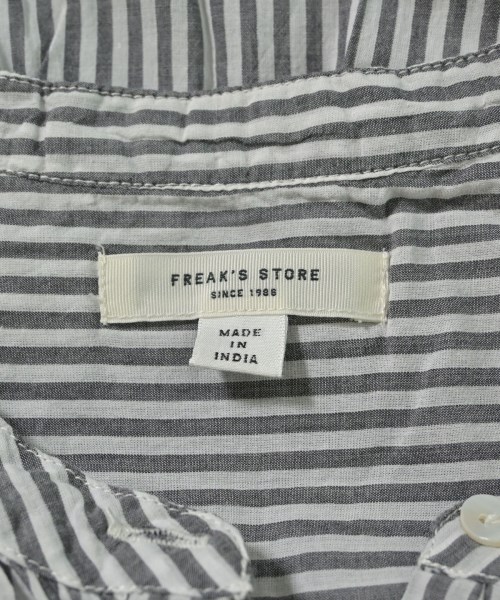 FREAK'S STORE
SINCE 1986
MADE
IN
INDIA